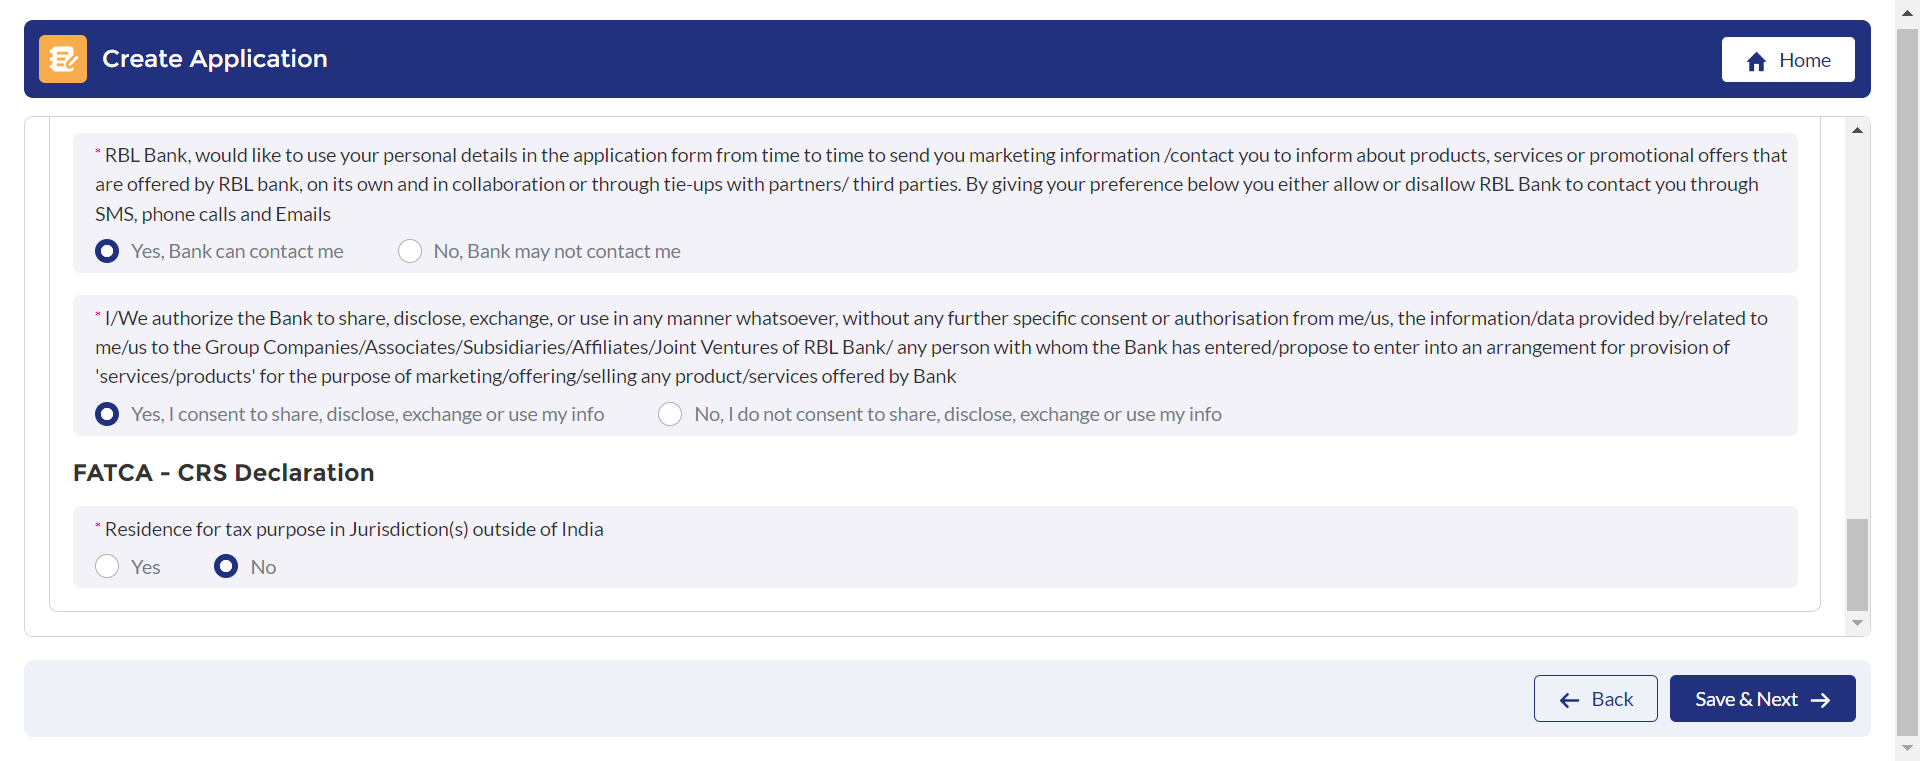 Create Application
Home
* RBL Bank, would like to use your personal details in the application form from time to time to send you marketing information /contact you to inform about products, services or promotional offers that
are offered by RBL bank, on its own and in collaboration or through tie-ups with partners/ third parties. By giving your preference below you either allow or disallow RBL Bank to contact you through
SMS, phone calls and Emails
Yes, Bank can contact me No, Bank may not contact me
* I/We authorize the Bank to share, disclose, exchange, or use in any manner whatsoever, without any further specific consent or authorisation from me/us, the information/data provided by/related to
me/us to the Group Companies/Associates/Subsidiaries/Affiliates/Joint Ventures of RBL Bank/ any person with whom the Bank has entered/propose to enter into an arrangement for provision of
'services/products' for the purpose of marketing/offering/selling any product/services offered by Bank
Yes, I consent to share, disclose, exchange or use my info No, I do not consent to share, disclose, exchange or use my info
FATCA - CRS Declaration
* Residence for tax purpose in Jurisdiction(s) outside of India
Yes No
Back Save & Next